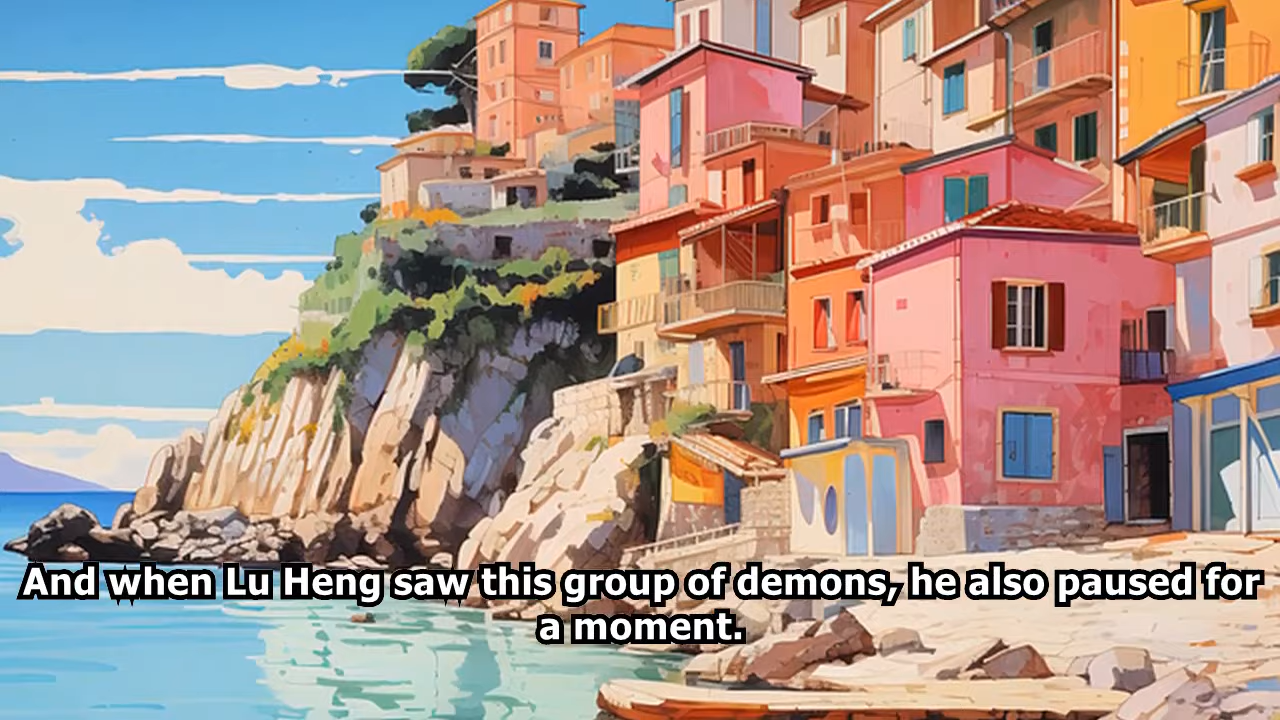 And when Lu Heng saw this group of demons, he also paused for
a moment.